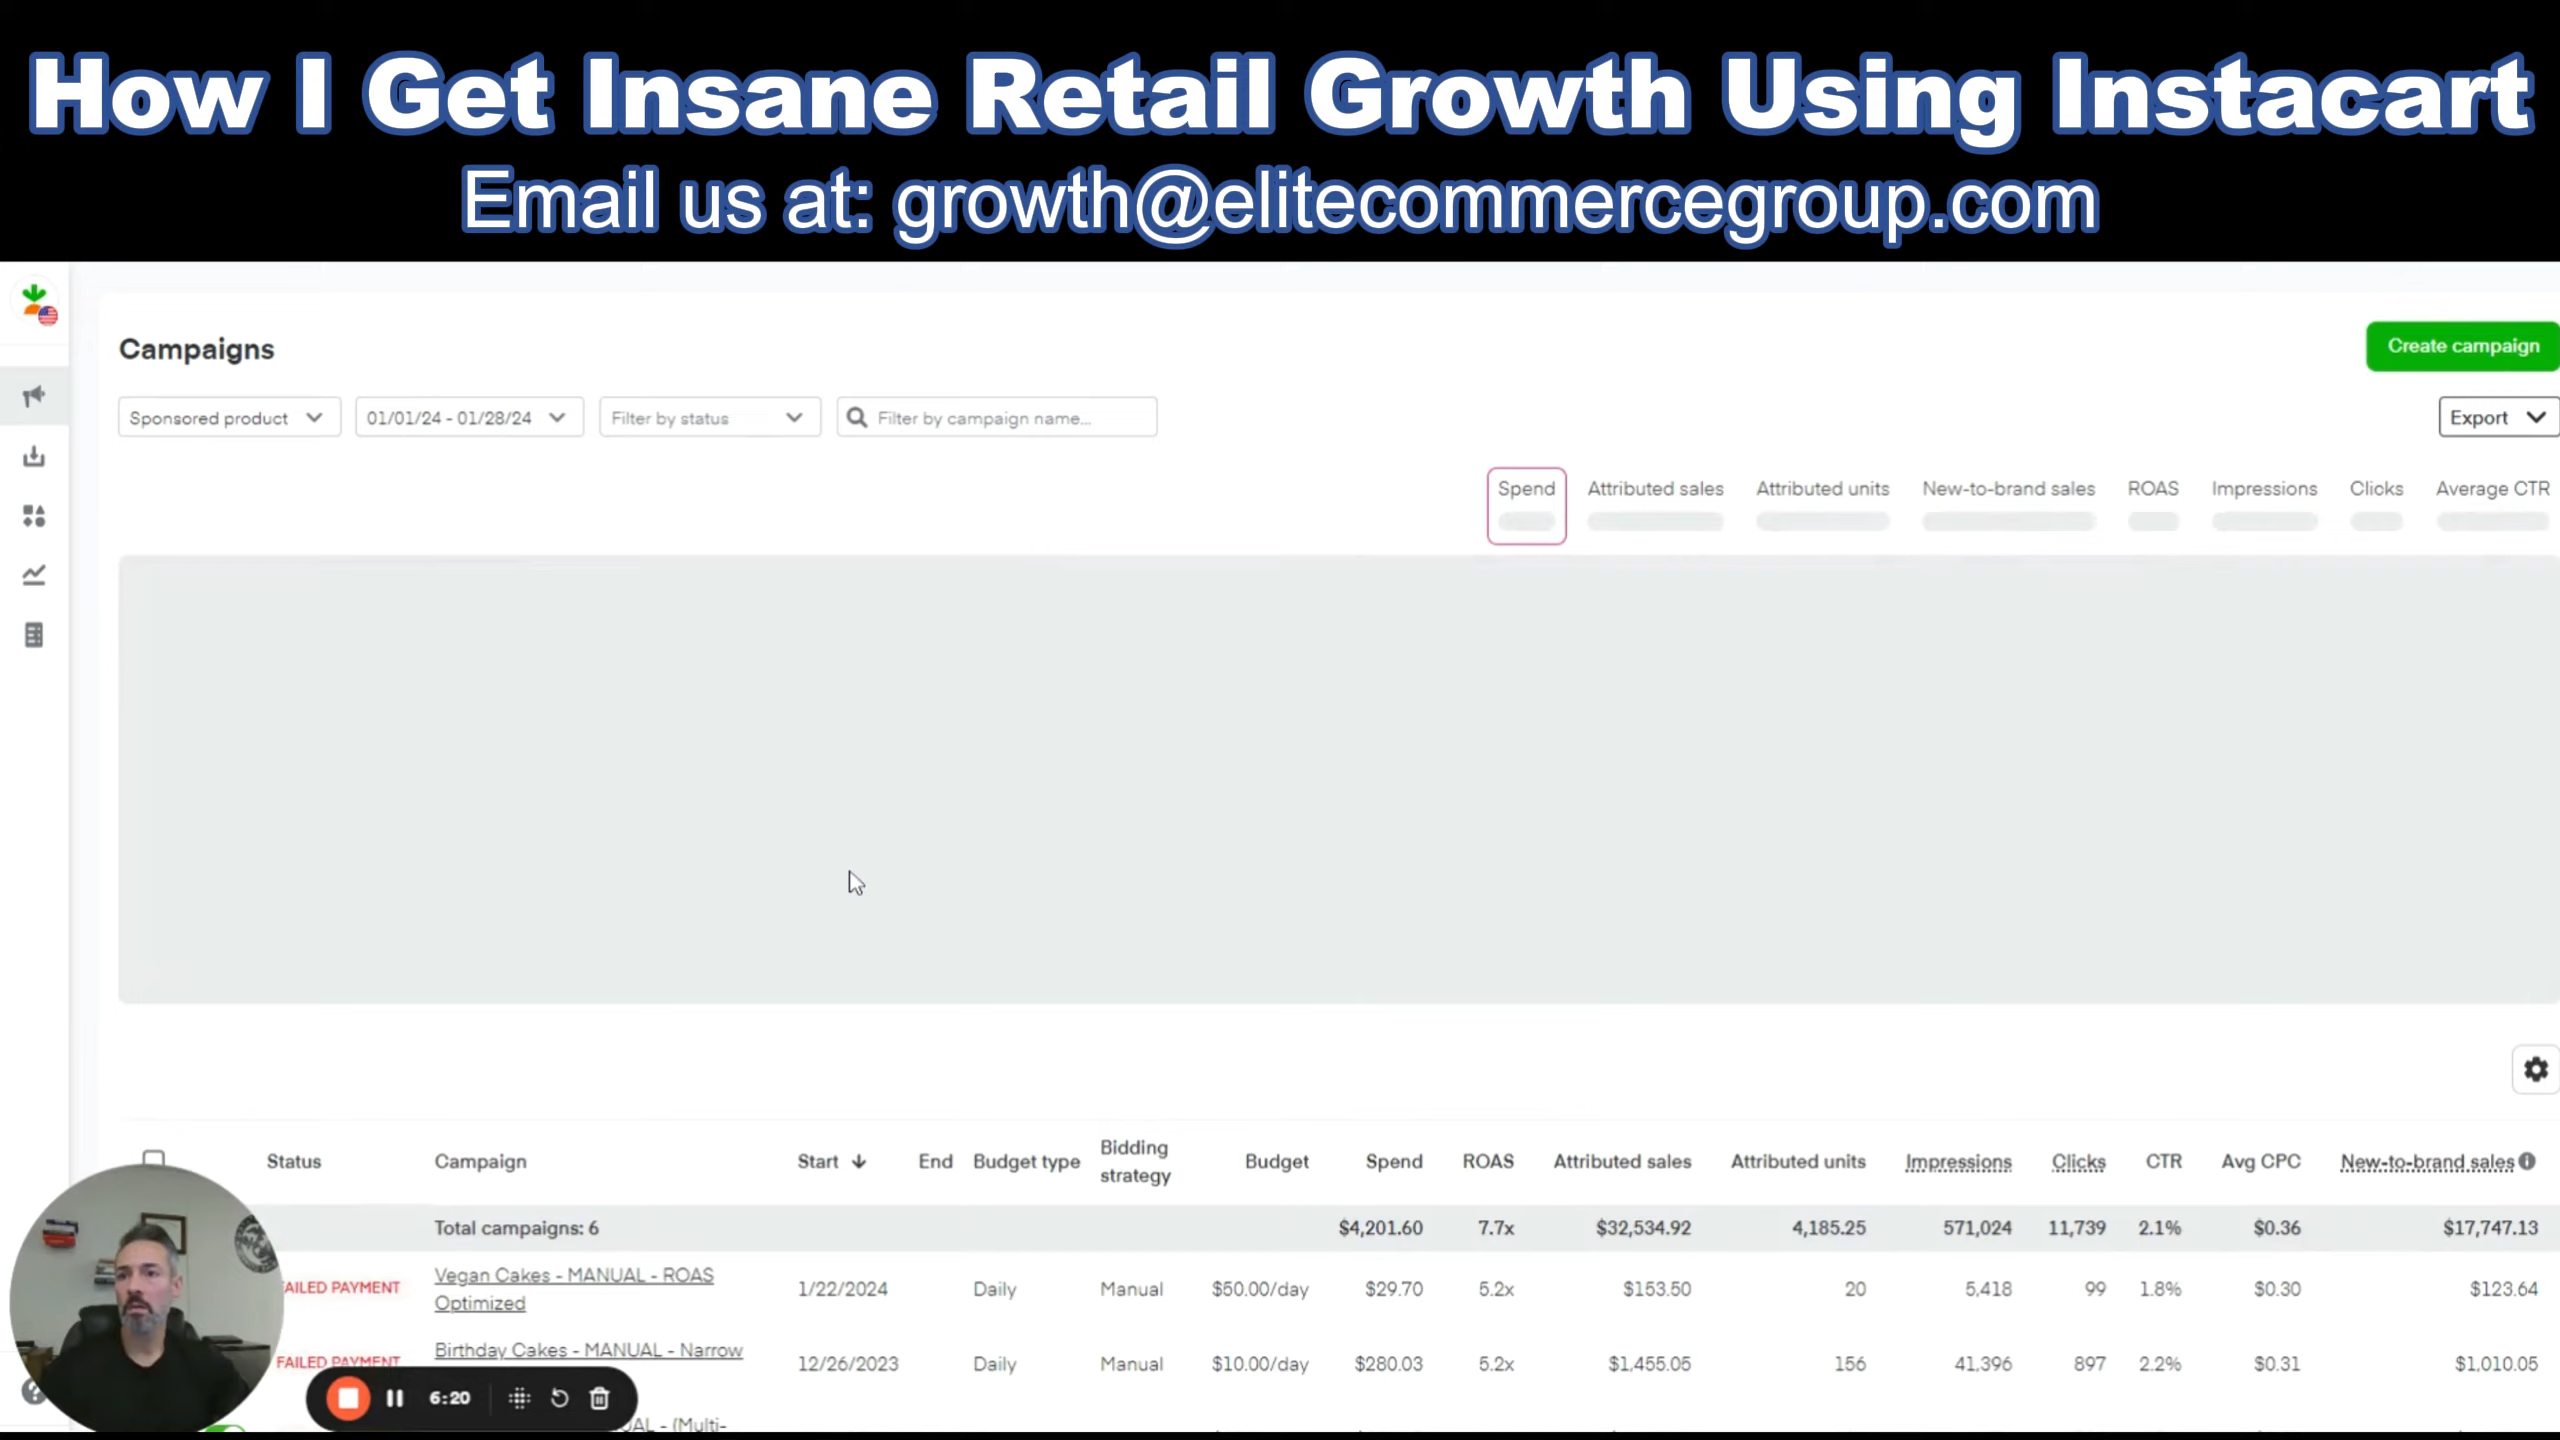 How I Get Insane Retail Growth Using Instacart
Email us at: growth@elitecommercegroup.com
Campaigns
Create campaign
Sponsored product
01/01/24 - 01/28/24
Filter by status
Filter by campaign name...
Export
Spend Attributed sales Attributed units New-to-brand sales ROAS Impressions Clicks Average CTR
Status Campaign Start End Budget type Bidding strategy Budget Spend ROAS Attributed sales Attributed units Impressions Clicks CTR Avg CPC New-to-brand sales
Total campaigns: 6 $4,201.60 7.7x $32,534.92 4,185.25 571,024 11,739 2.1% $0.36 $17,747.13
AILED PAYMENT Vegan Cakes - MANUAL - ROAS Optimized 1/22/2024 Daily Manual $50.00/day $29.70 5.2x $153.50 20 5,418 99 1.8% $0.30 $123.64
FAILED PAYMENT Birthday Cakes - MANUAL - Narrow 12/26/2023 Daily Manual $10.00/day $280.03 5.2x $1,455.05 156 41,396 897 2.2% $0.31 $1,010.05
6:20
UAL - (Multi-